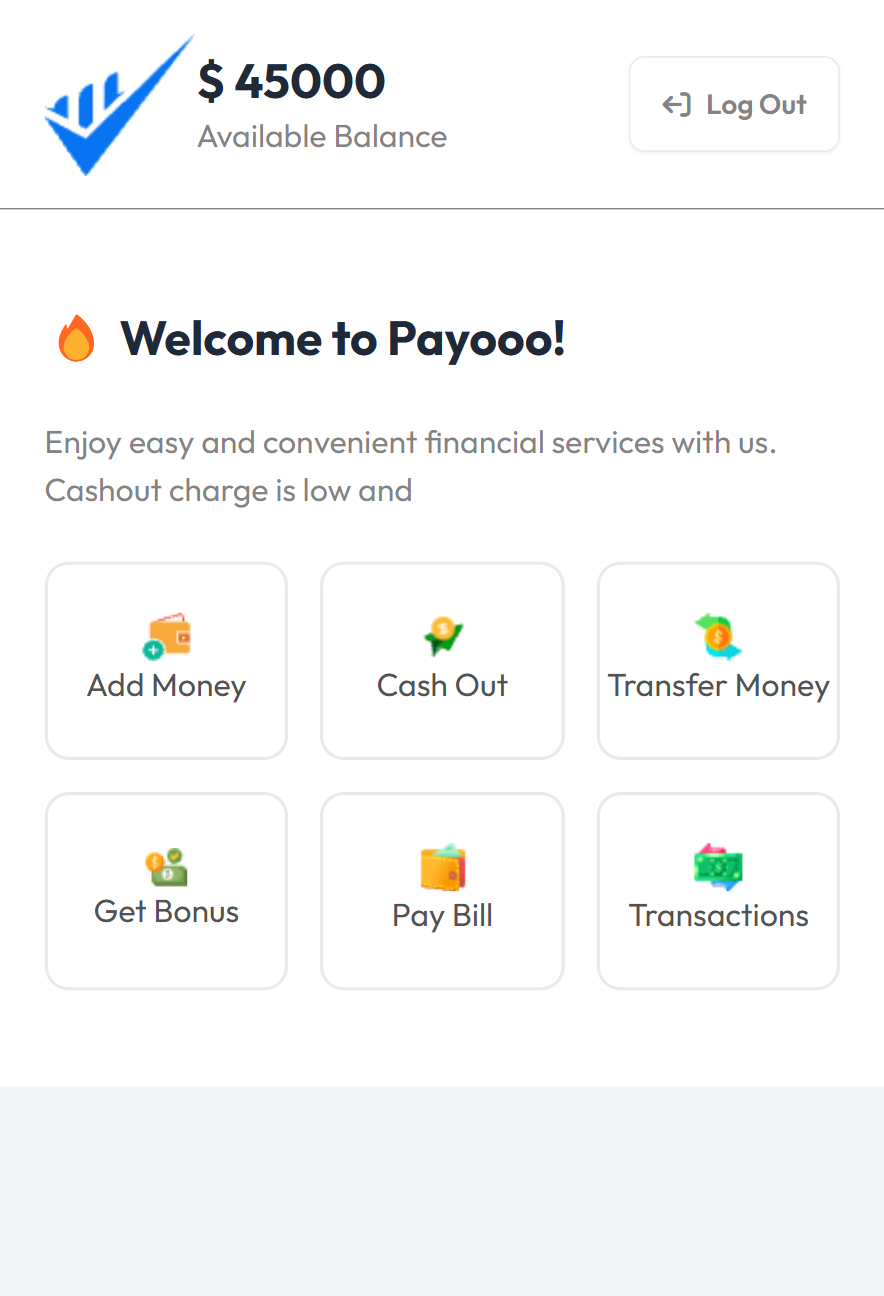 $ 45000
Available Balance
Log Out
Welcome to Payooo!
Enjoy easy and convenient financial services with us.
Cashout charge is low and
Add Money
Cash Out
Transfer Money
Get Bonus
Pay Bill
Transactions